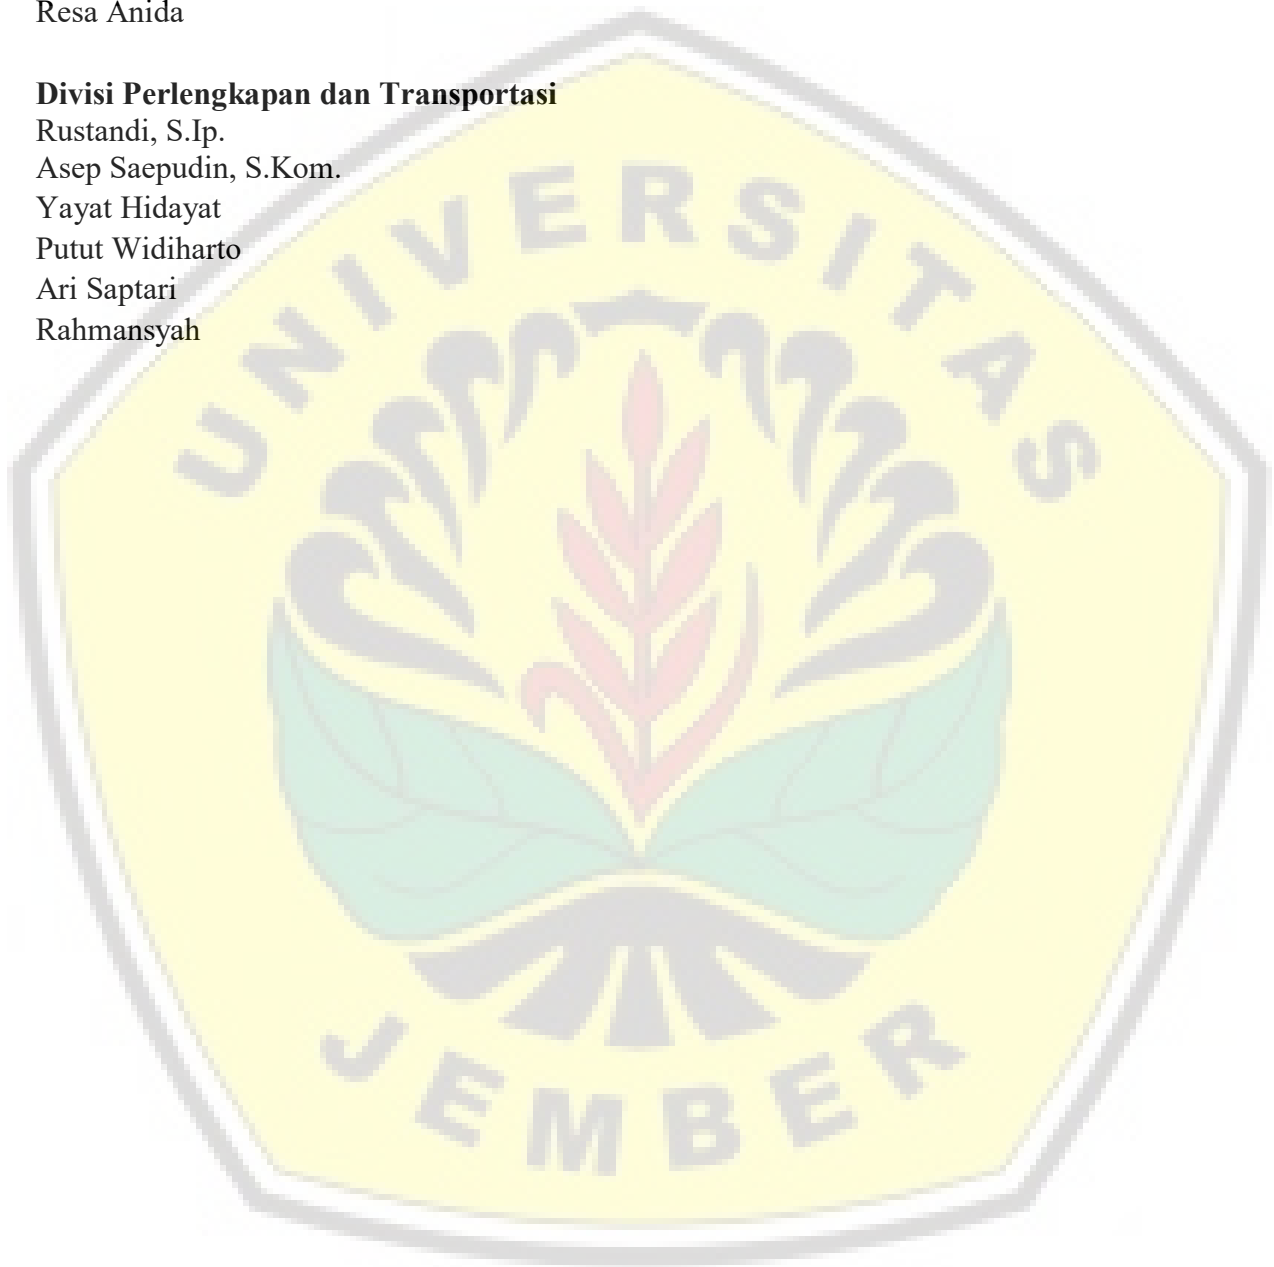 Resa Anida
Divisi Perlengkapan dan Transportasi
Rustandi, S.Ip.
Asep Saepudin, S.Kom.
Yayat Hidayat
Putut Widiharto
Ari Saptari
Rahmansyah
UNIVERSITAS
JEMBER